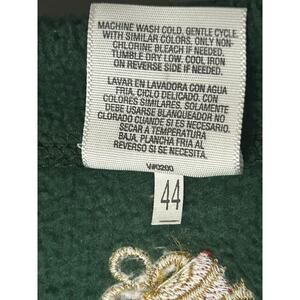 MACHINE WASH COLD, GENTLE CYCLE
WITH SIMILAR COLORS. ONLY NON-
CHLORINE BLEACH IF NEEDED.
TUMBLE DRY LOW. COOL IRON
ON REVERSE SIDE IF NEEDED.
LAVAR EN LAVADORA CON AGUA
FRIA, CICLO DELICADO, CON
COLORES SIMILARES. SOLAMENTE
DEBE USARSE BLANQUEADOR NO
CLORADO CUANDO SI ES NECESARIO.
SECAR A TEMPERATURA
BAJA, PLANCHA FRIA AL
REVERSO SI SE NECESITA.
44